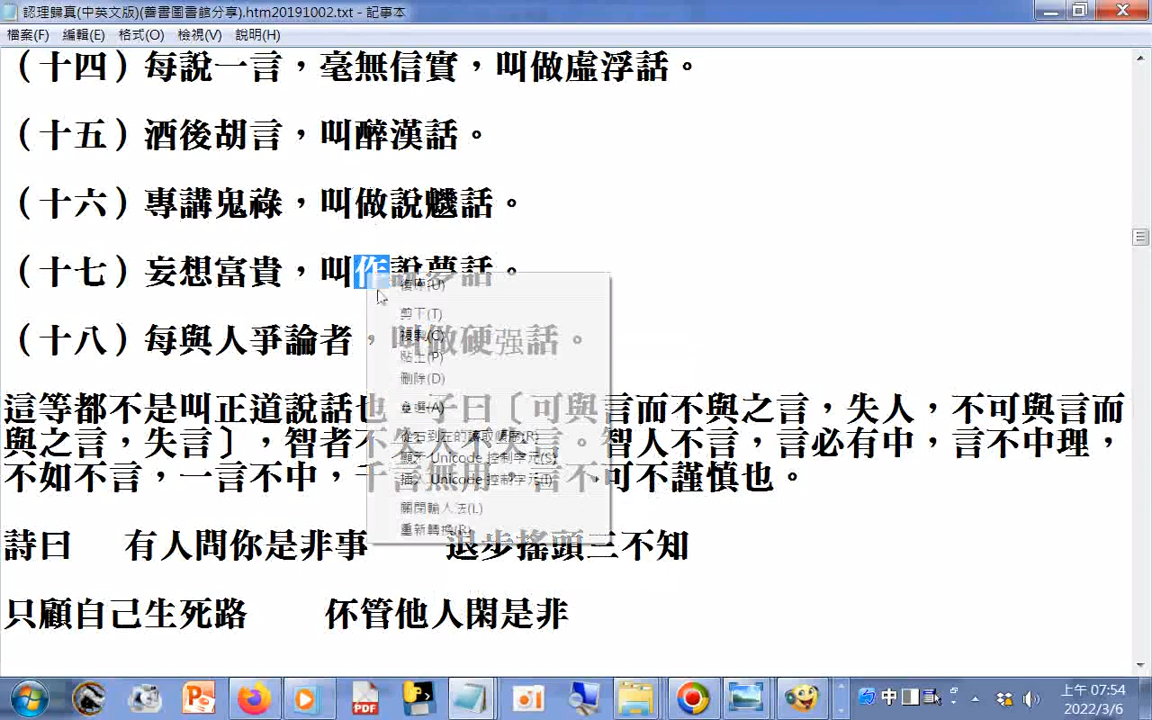 認理歸真(中英文版)(善書圖書館分享).htm20191002.txt - 記事本
檔案(F) 編輯(E) 格式(O) 檢視(V) 說明(H)
（十四）每說一言，毫無信實，叫做虛浮話。
（十五）酒後胡言，叫醉漢話。
（十六）專講鬼祿，叫做說魕話。
（十七）妄想富貴，叫作說夢話。
復原(U)
剪下(T)
（十八）每與人爭論者，叫做硬强話。
複製(C)
貼上(P)
刪除(D)
這等都不是叫正道說話也。子曰〔可與言而不與之言，失人，不可與言而
全選(A)
與之言，失言〕，智者不失人不失言。智人不言，言必有中，言不中理，
從右到左的讀取順序(R)
顯示 Unicode 控制字元(S)
不如不言，一言不中，千言無用，言不可不謹慎也。
插入 Unicode 控制字元(I)
關閉輸入法(L)
重新轉換(R)
詩曰 有人問你是非事 退步搖頭三不知
只顧自己生死路 伓管他人閑是非
中
上午 07:54
2022/3/6